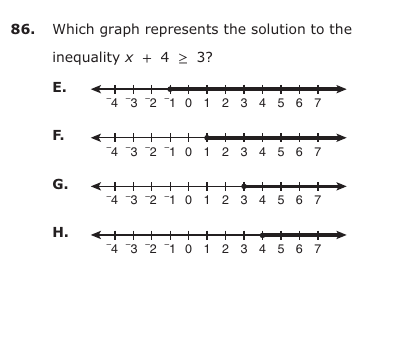 86. Which graph represents the solution to the
inequality x + 4 ≥ 3?
E.
⁻4 ⁻3 ⁻2 ⁻1 0 1 2 3 4 5 6 7
F.
⁻4 ⁻3 ⁻2 ⁻1 0 1 2 3 4 5 6 7
G.
⁻4 ⁻3 ⁻2 ⁻1 0 1 2 3 4 5 6 7
H.
⁻4 ⁻3 ⁻2 ⁻1 0 1 2 3 4 5 6 7